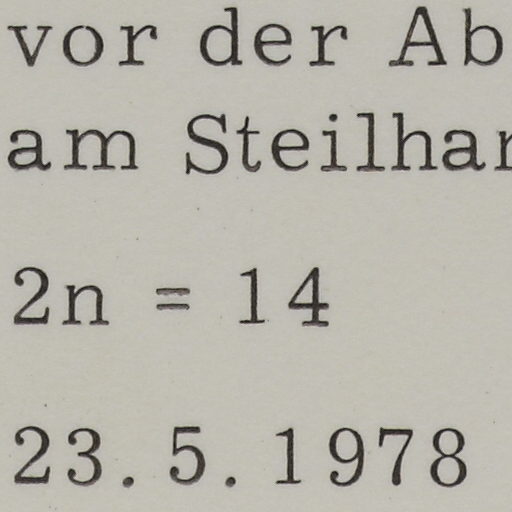 vor der Ab
am Steilhar
2n = 14
23.5.1978